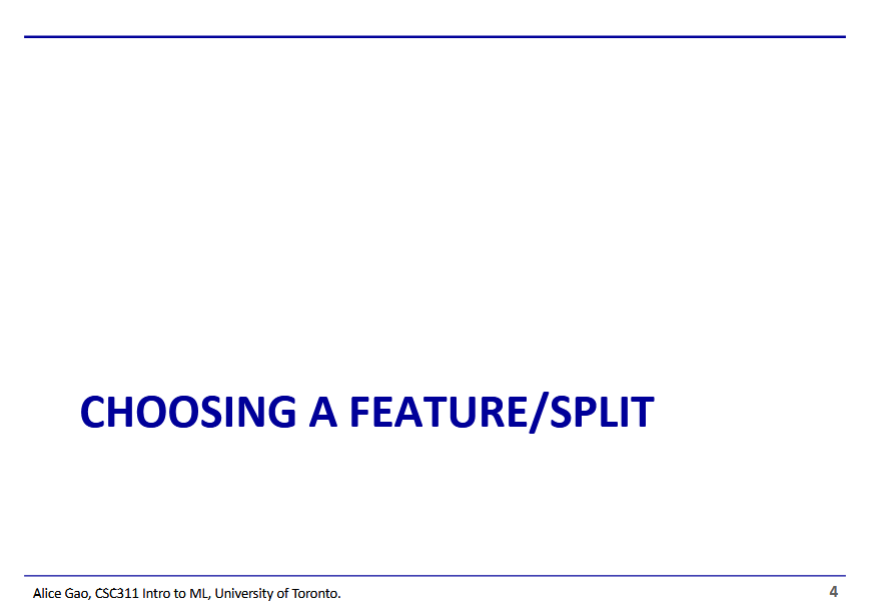 CHOOSING A FEATURE/SPLIT
Alice Gao, CSC311 Intro to ML, University of Toronto.
4